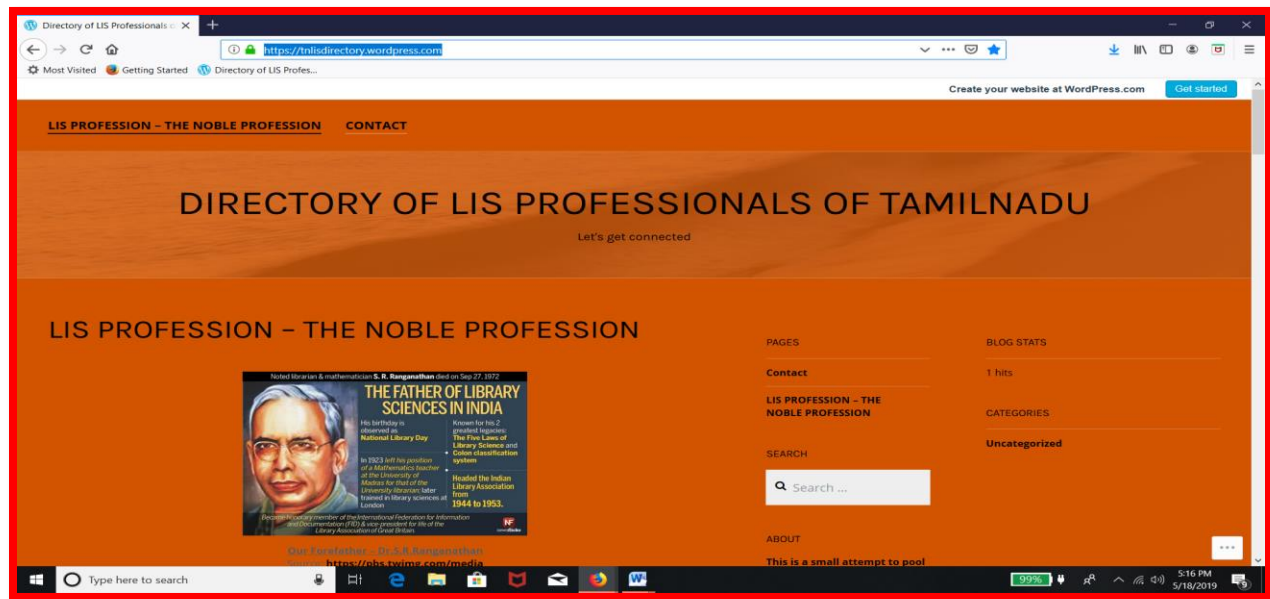 Directory of LIS Professionals o
https://tnlisdirectory.wordpress.com
Most Visited Getting Started Directory of LIS Profes...
Create your website at WordPress.com Get started
LIS PROFESSION – THE NOBLE PROFESSION CONTACT
DIRECTORY OF LIS PROFESSIONALS OF TAMILNADU
Let's get connected
LIS PROFESSION – THE NOBLE PROFESSION
Noted librarian & mathematician S. R. Ranganathan died on Sep 27, 1972
THE FATHER OF LIBRARY
SCIENCES IN INDIA
His birthday is
observed as
National Library Day
In 1923 left his position
of a Mathematics teacher
at the University of
Madras for that of the
University librarian; later
trained in library sciences at
London
Known for his 2
greatest legacies:
The Five Laws of
Library Science and
Colon classification
system
Headed the Indian
Library Association
from
1944 to 1953.
Became honorary member of the International Federation for Information
and Documentation (FID) & vice-president for life of the
Library Association of Great Britain.
NF
Our Forefather – Dr.S.R.Ranganathan
Source: https://pbs.twimg.com/media
PAGES
Contact
LIS PROFESSION – THE
NOBLE PROFESSION
SEARCH
Search ...
ABOUT
This is a small attempt to pool
BLOG STATS
1 hits
CATEGORIES
Uncategorized
Type here to search
99%
5:16 PM
5/18/2019
9